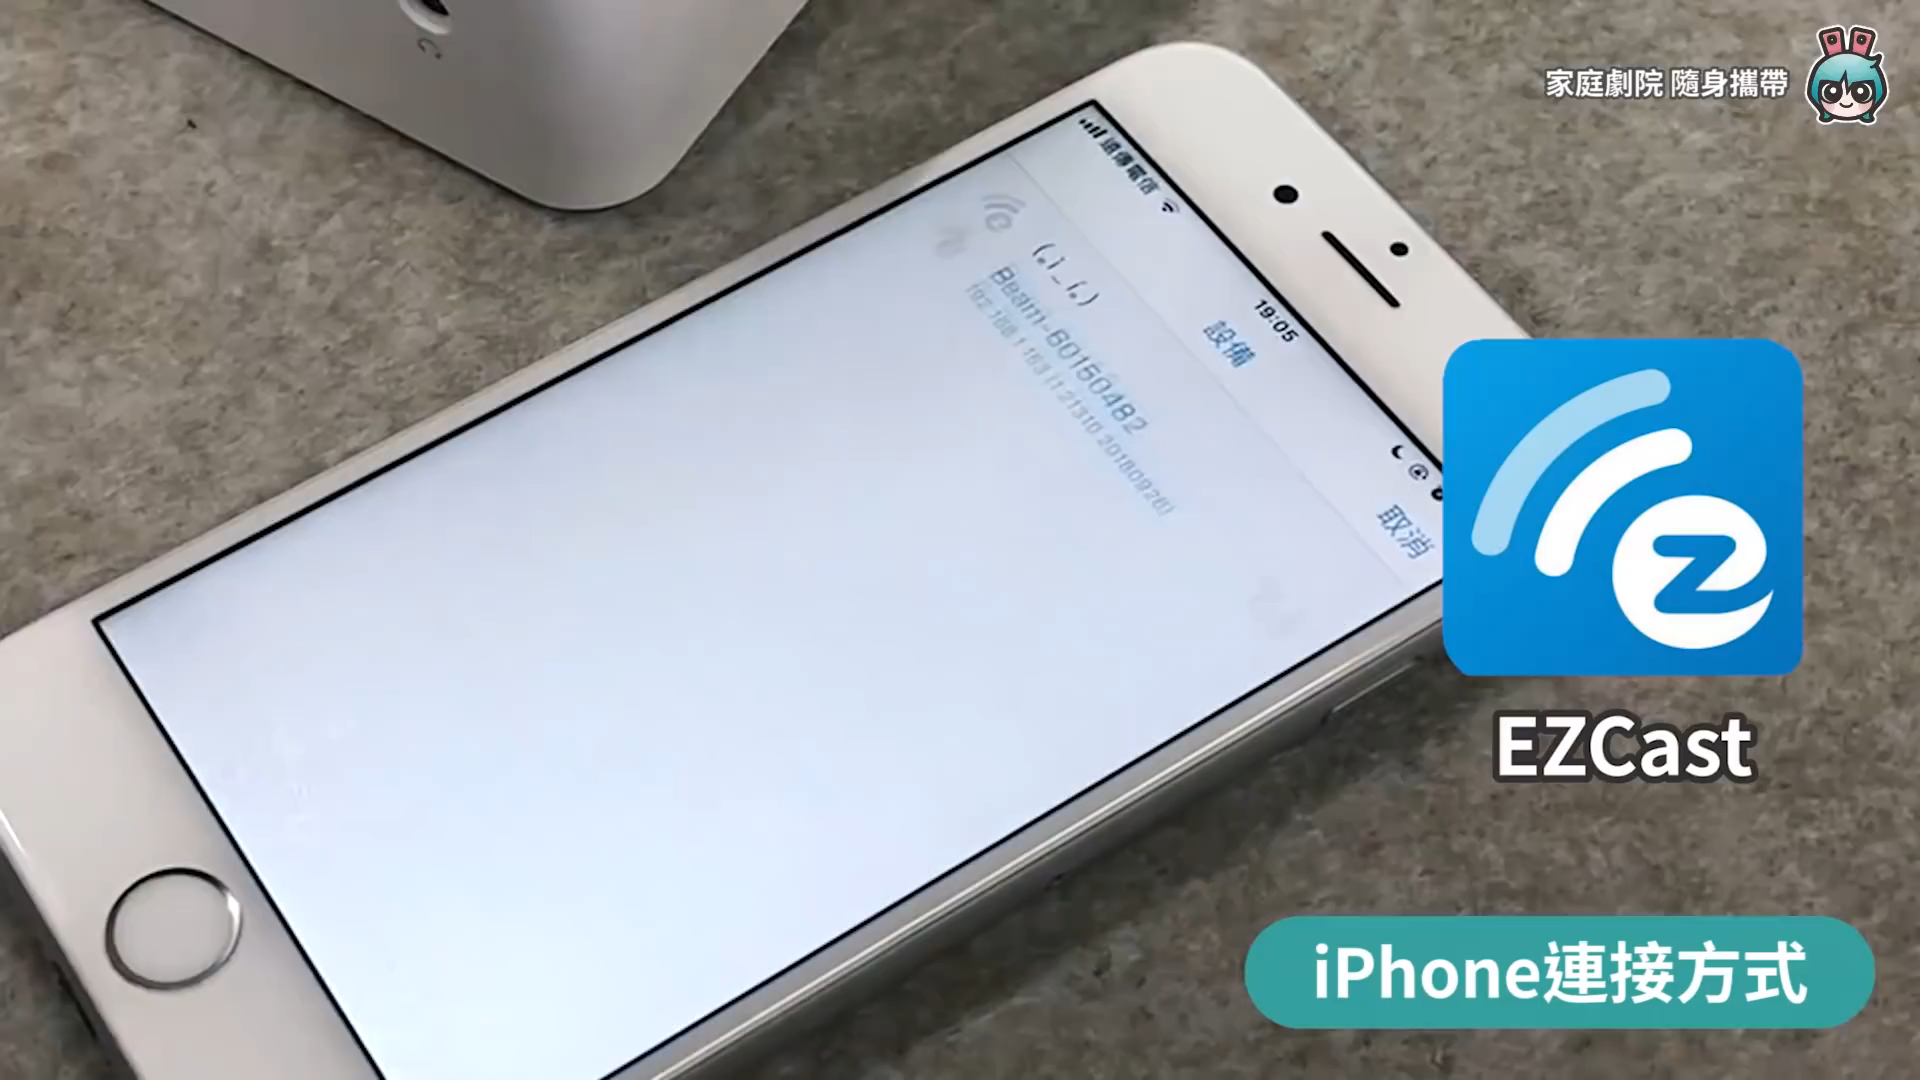 家庭劇院 隨身攜帶
遠傳電信
19:05
設備
取消
Beam-60150482
EZCast
iPhone連接方式